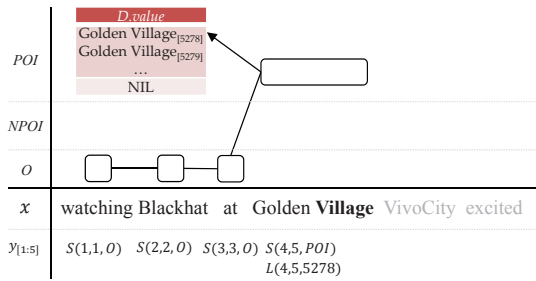 D.value
Golden Village[5278]
Golden Village[5279]
...
NIL
POI
NPOI
O
x watching Blackhat at Golden Village VivoCity excited
y[1:5] S(1,1,O) S(2,2,O) S(3,3,O) S(4,5,POI)
L(4,5,5278)